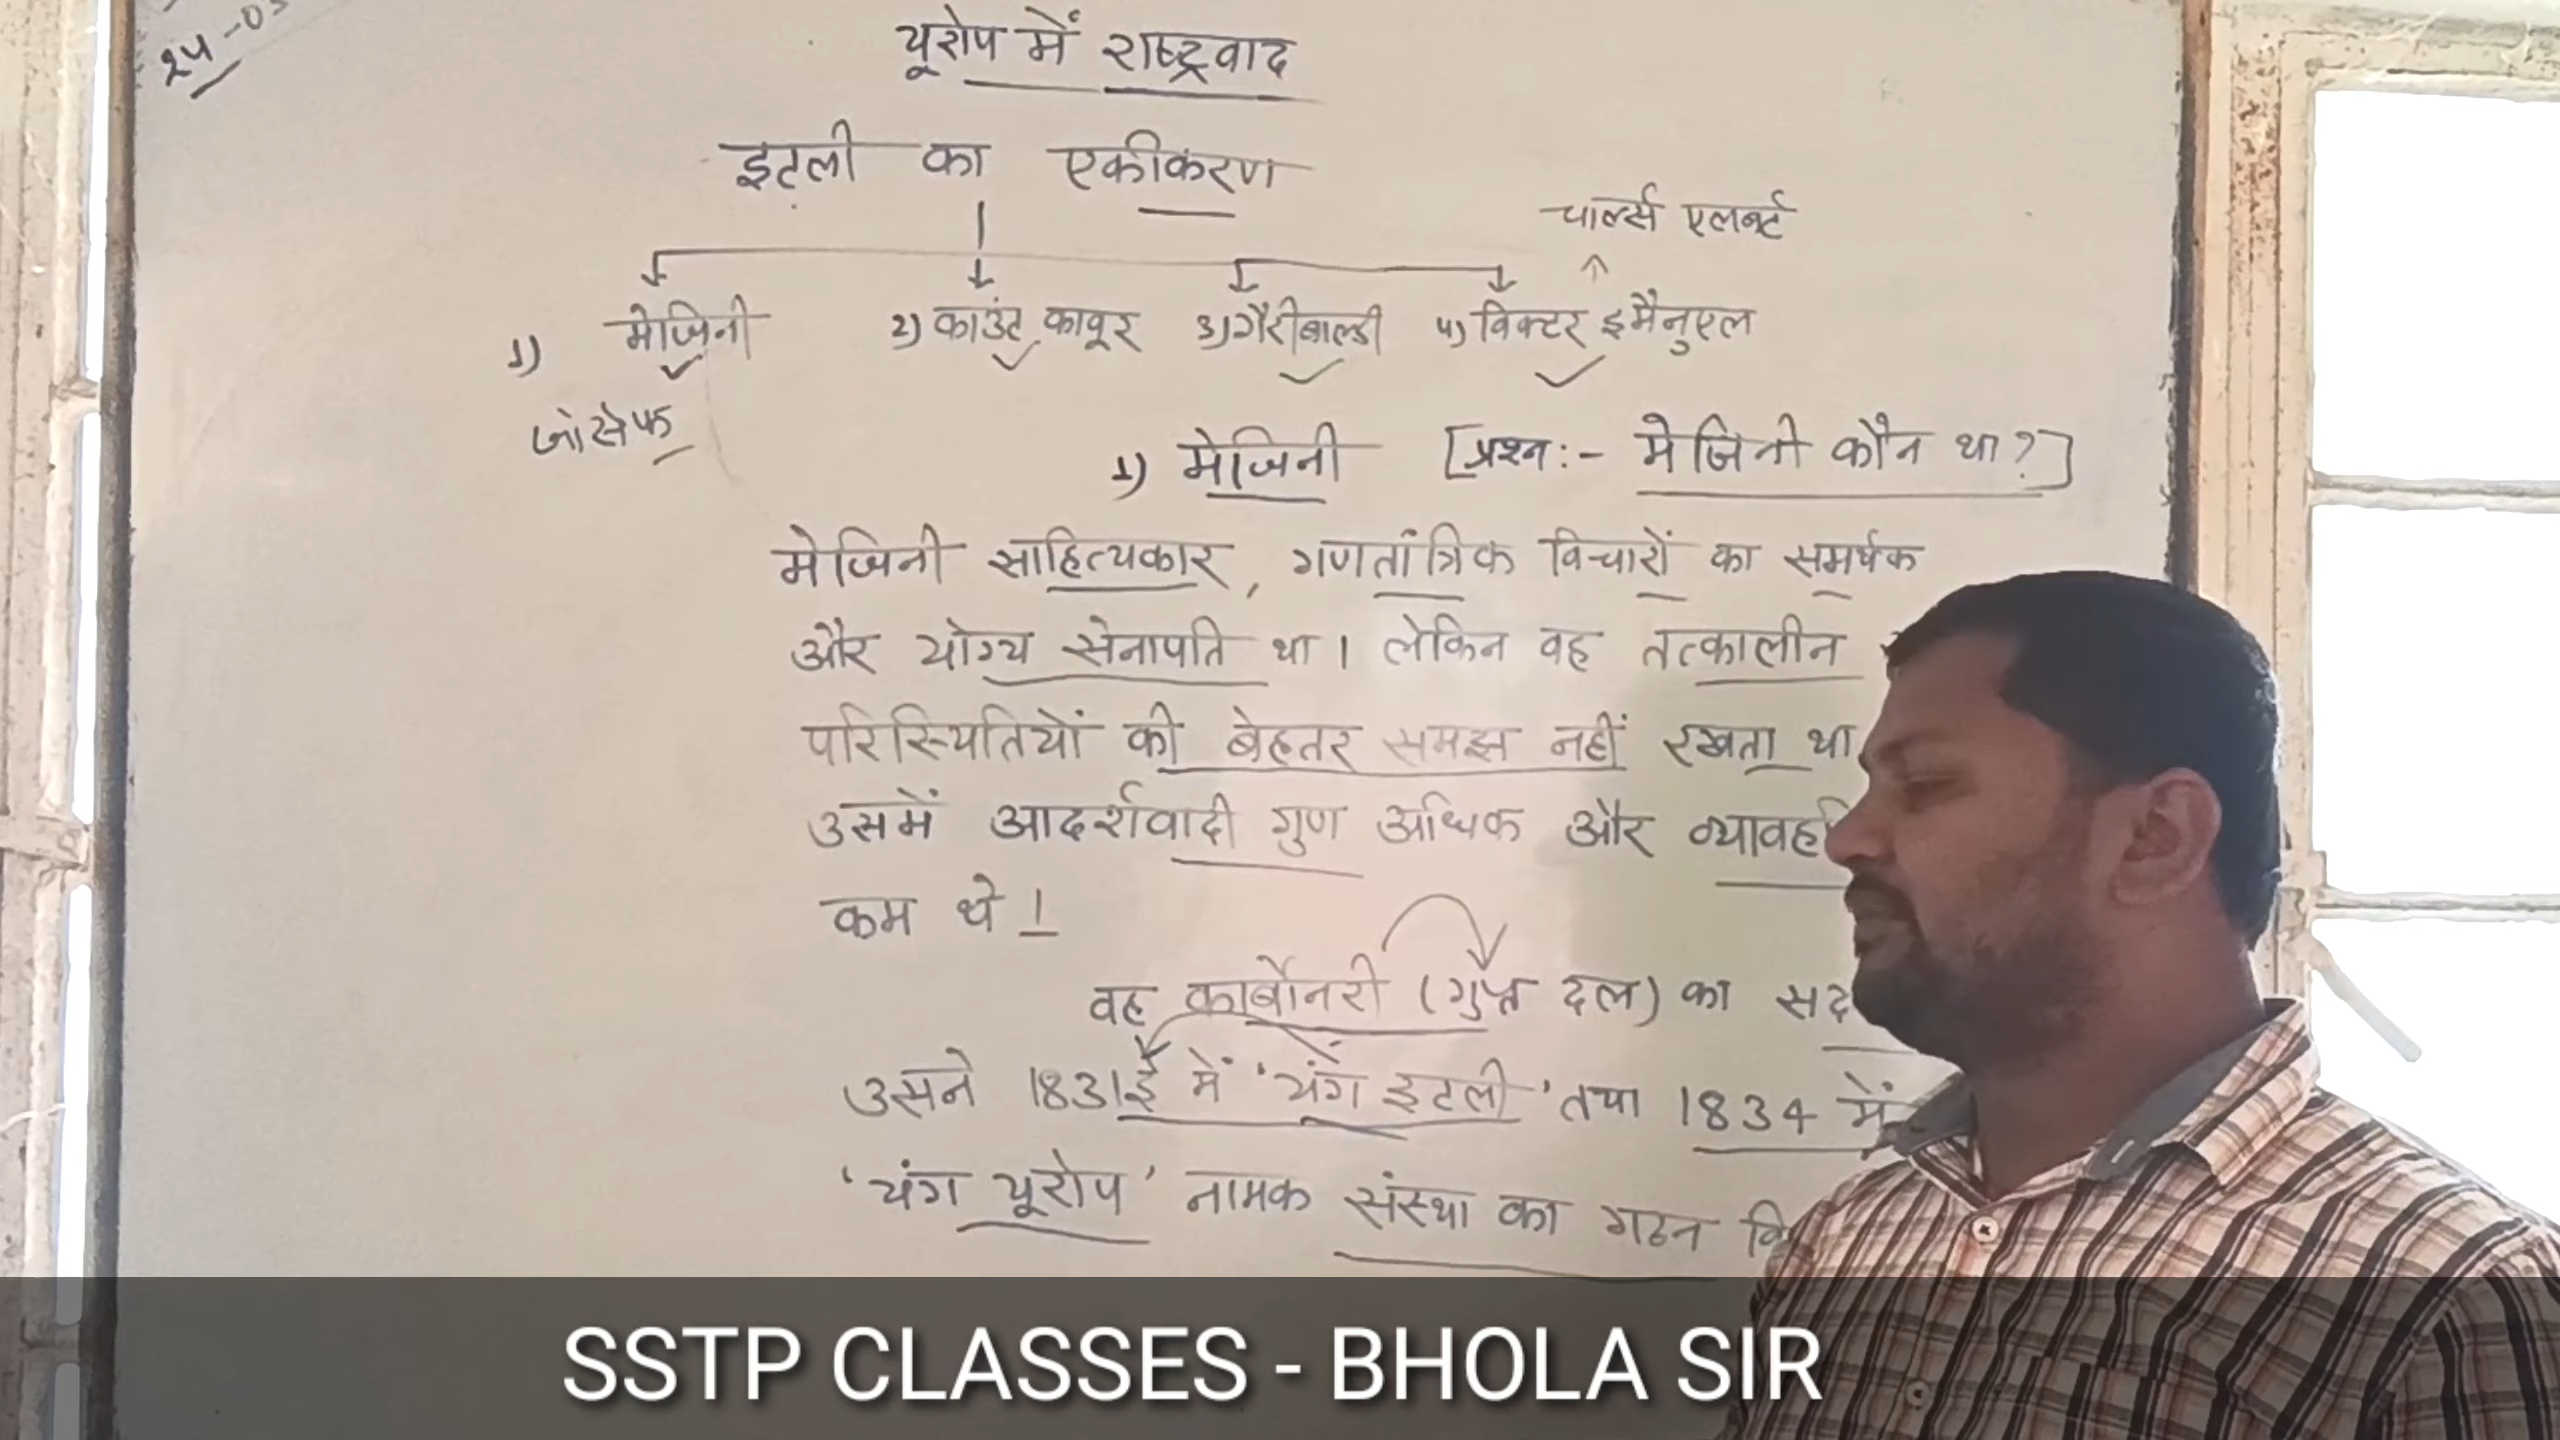 24-03
यूरोप में राष्ट्रवाद
इटली का एकीकरण
चार्ल्स एलबर्ट
1) मेजिनी 2) काउंट कावूर 3) गैरीबाल्डी 4) विक्टर इमैनुएल
जोसेफ
1) मेजिनी [प्रश्न:- मेजिनी कौन था?]
मेजिनी साहित्यकार, गणतांत्रिक विचारों का समर्थक
और योग्य सेनापति था। लेकिन वह तत्कालीन
परिस्थितियों की बेहतर समझ नहीं रखता था
उसमें आदर्शवादी गुण अधिक और व्यावह
कम थे।
वह कार्बोनरी (गुप्त दल) का सद
उसने 1831ई में 'यंग इटली' तथा 1834 में
'यंग यूरोप' नामक संस्था का गठन कि
SSTP CLASSES - BHOLA SIR